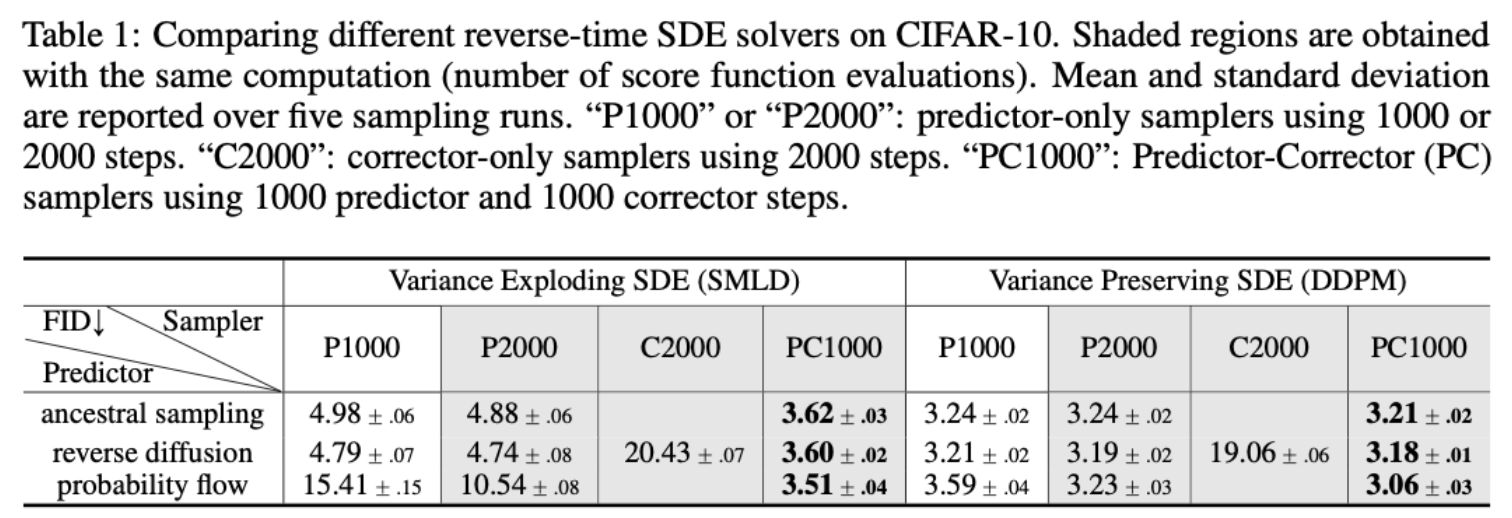 Table 1: Comparing different reverse-time SDE solvers on CIFAR-10. Shaded regions are obtained
with the same computation (number of score function evaluations). Mean and standard deviation
are reported over five sampling runs. “P1000” or “P2000”: predictor-only samplers using 1000 or
2000 steps. “C2000”: corrector-only samplers using 2000 steps. “PC1000”: Predictor-Corrector (PC)
samplers using 1000 predictor and 1000 corrector steps.
Variance Exploding SDE (SMLD) Variance Preserving SDE (DDPM)
FID↓ Sampler
Predictor
P1000 P2000 C2000 PC1000 P1000 P2000 C2000 PC1000
ancestral sampling 4.98 ± .06 4.88 ± .06 3.62 ± .03 3.24 ± .02 3.24 ± .02 3.21 ± .02
reverse diffusion 4.79 ± .07 4.74 ± .08 20.43 ± .07 3.60 ± .02 3.21 ± .02 3.19 ± .02 19.06 ± .06 3.18 ± .01
probability flow 15.41 ± .15 10.54 ± .08 3.51 ± .04 3.59 ± .04 3.23 ± .03 3.06 ± .03